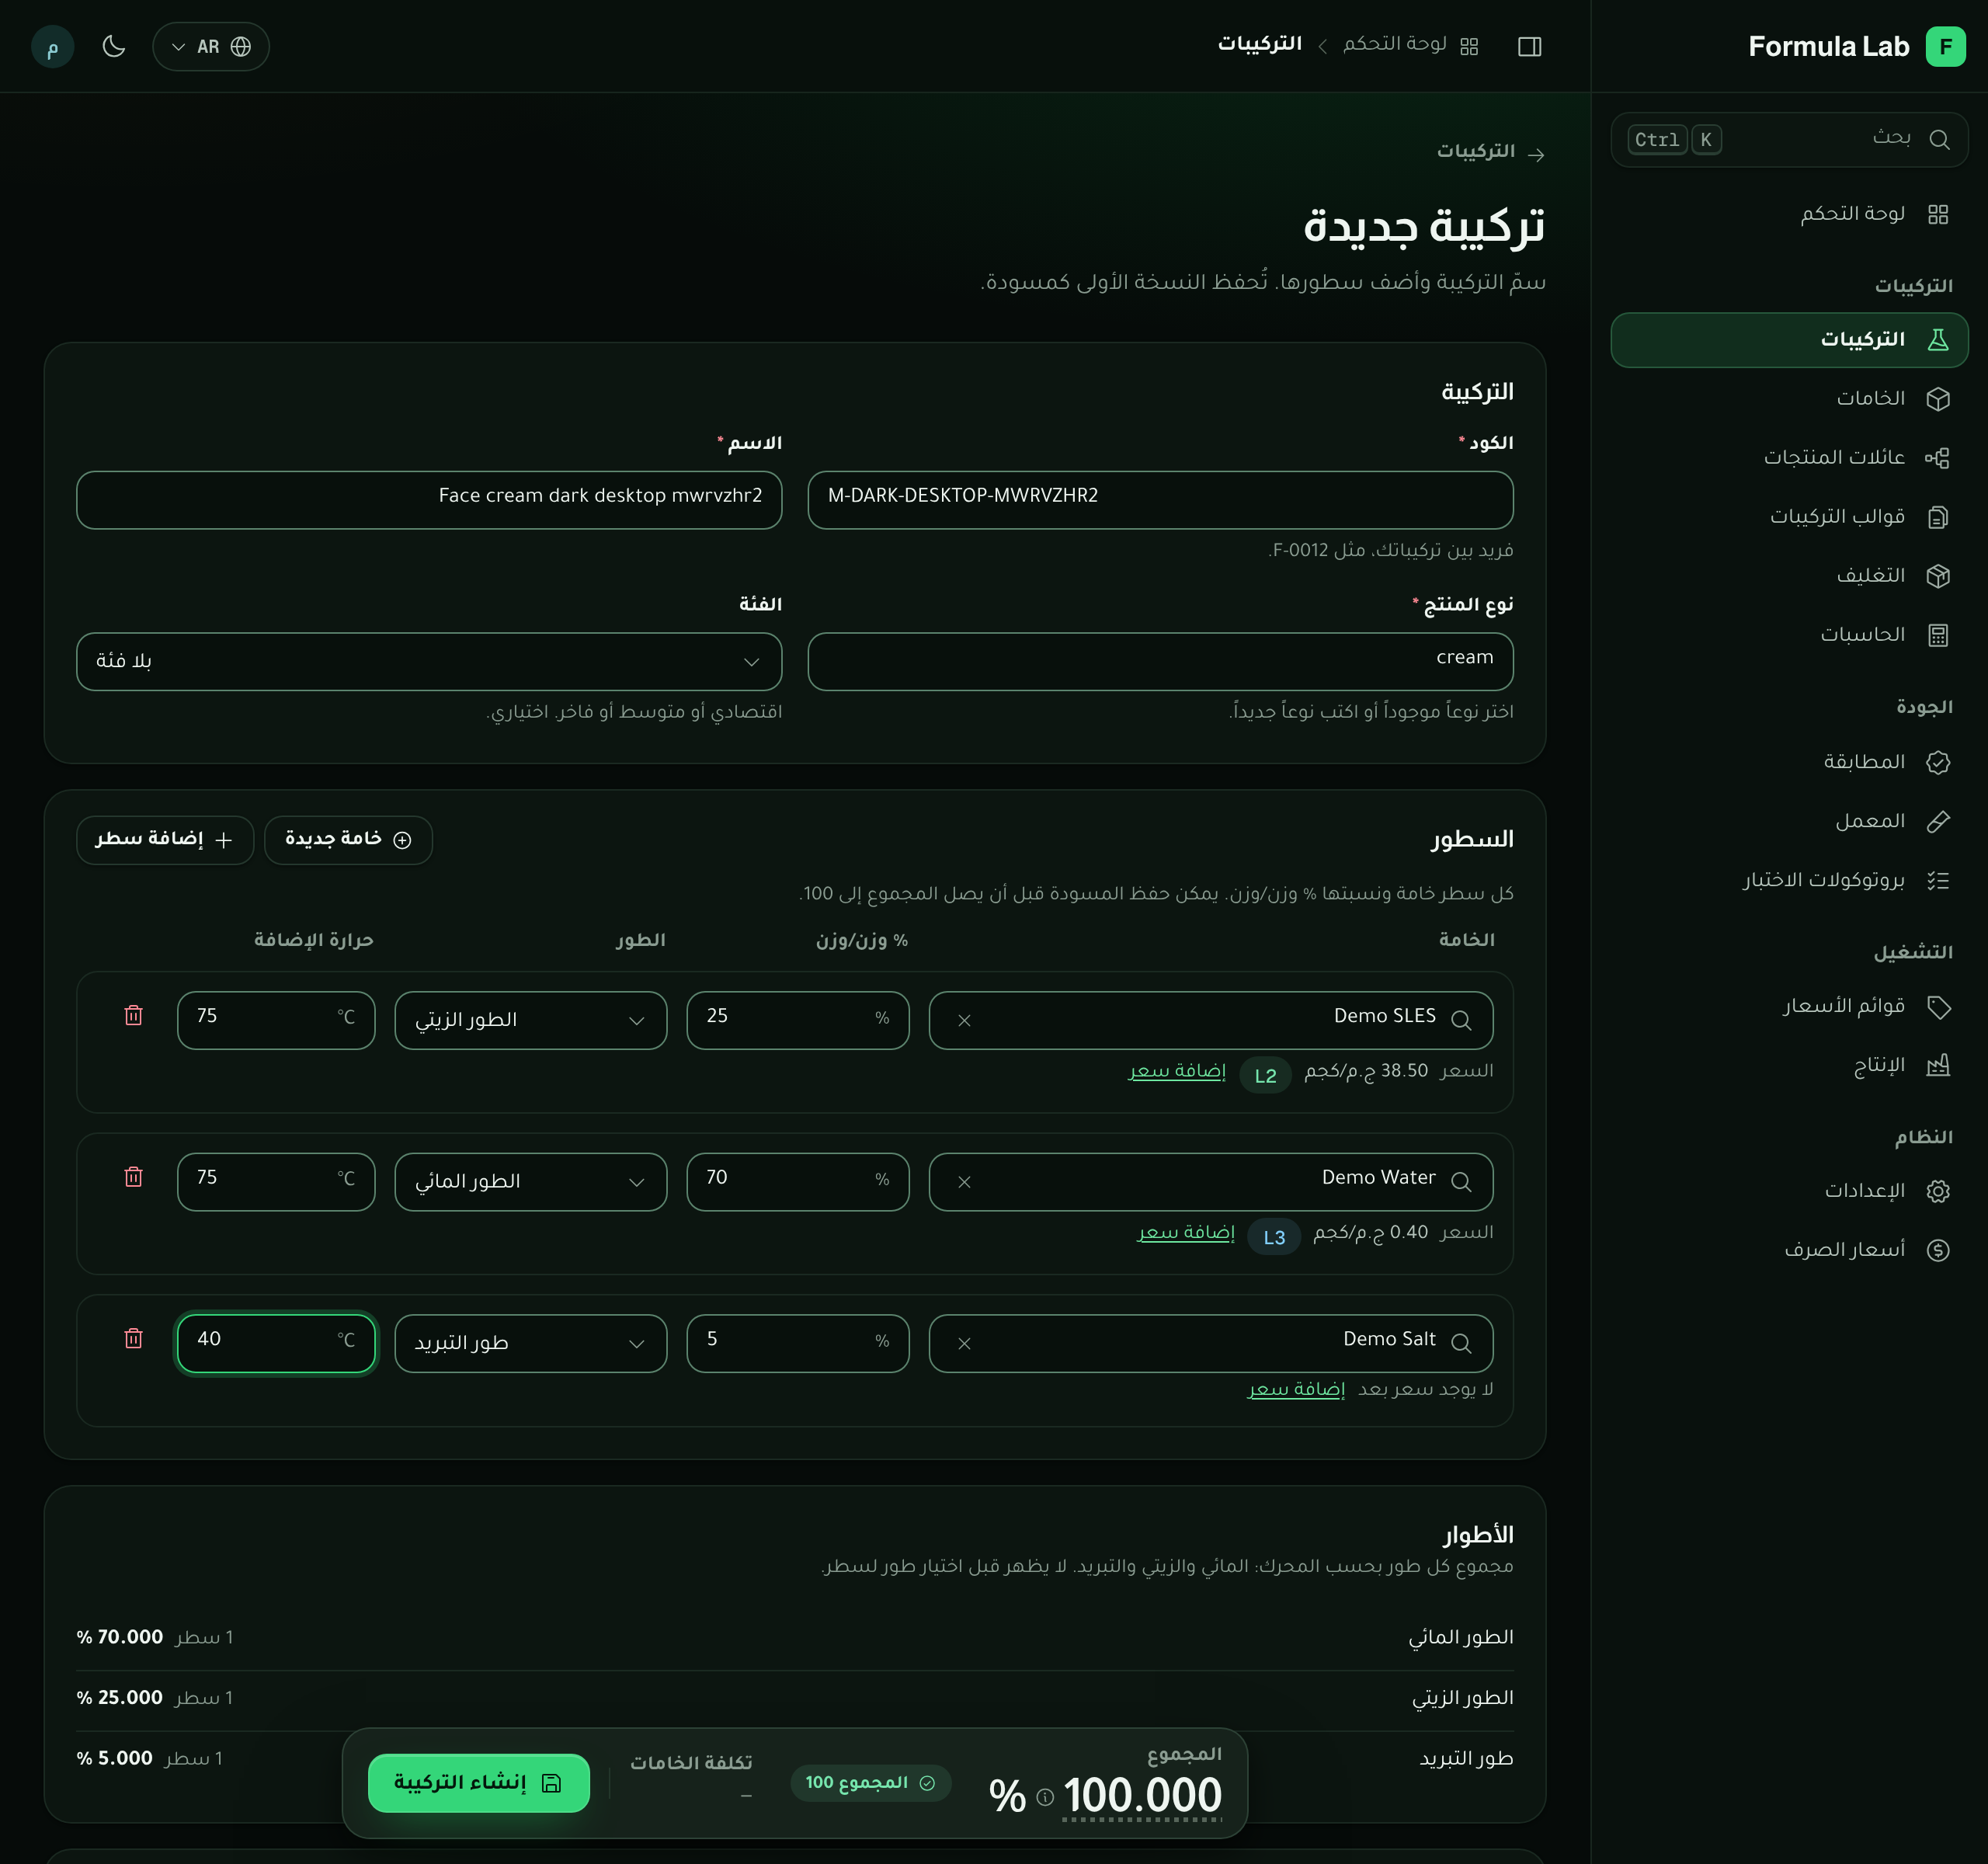 F Formula Lab
لوحة التحكم
التركيبات
AR
م
بحث
Ctrl K
لوحة التحكم
التركيبات
التركيبات
الخامات
عائلات المنتجات
قوالب التركيبات
التغليف
الحاسبات
الجودة
المطابقة
المعمل
بروتوكولات الاختبار
التشغيل
قوائم الأسعار
الإنتاج
النظام
الإعدادات
أسعار الصرف
التركيبات
تركيبة جديدة
سمّ التركيبة وأضف سطورها. تُحفظ النسخة الأولى كمسودة.
التركيبة
الكود *
M-DARK-DESKTOP-MWRVZHR2
فريد بين تركيباتك، مثل F-0012.
الاسم *
Face cream dark desktop mwrvzhr2
نوع المنتج *
cream
اختر نوعاً موجوداً أو اكتب نوعاً جديداً.
الفئة
بلا فئة
اقتصادي أو متوسط أو فاخر. اختياري.
السطور
خامة جديدة
إضافة سطر
كل سطر خامة ونسبتها % وزن/وزن. يمكن حفظ المسودة قبل أن يصل المجموع إلى 100.
الخامة % وزن/وزن الطور حرارة الإضافة
Demo SLES
25 %
الطور الزيتي
75 °C
السعر 38.50 ج.م/كجم L2 إضافة سعر
Demo Water
70 %
الطور المائي
75 °C
السعر 0.40 ج.م/كجم L3 إضافة سعر
Demo Salt
5 %
طور التبريد
40 °C
لا يوجد سعر بعد إضافة سعر
الأطوار
مجموع كل طور بحسب المحرك: المائي والزيتي والتبريد. لا يظهر قبل اختيار طور لسطر.
الطور المائي 1 سطر 70.000 %
الطور الزيتي 1 سطر 25.000 %
طور التبريد 1 سطر 5.000 %
المجموع
100.000 %
المجموع 100
تكلفة الخامات
–
إنشاء التركيبة